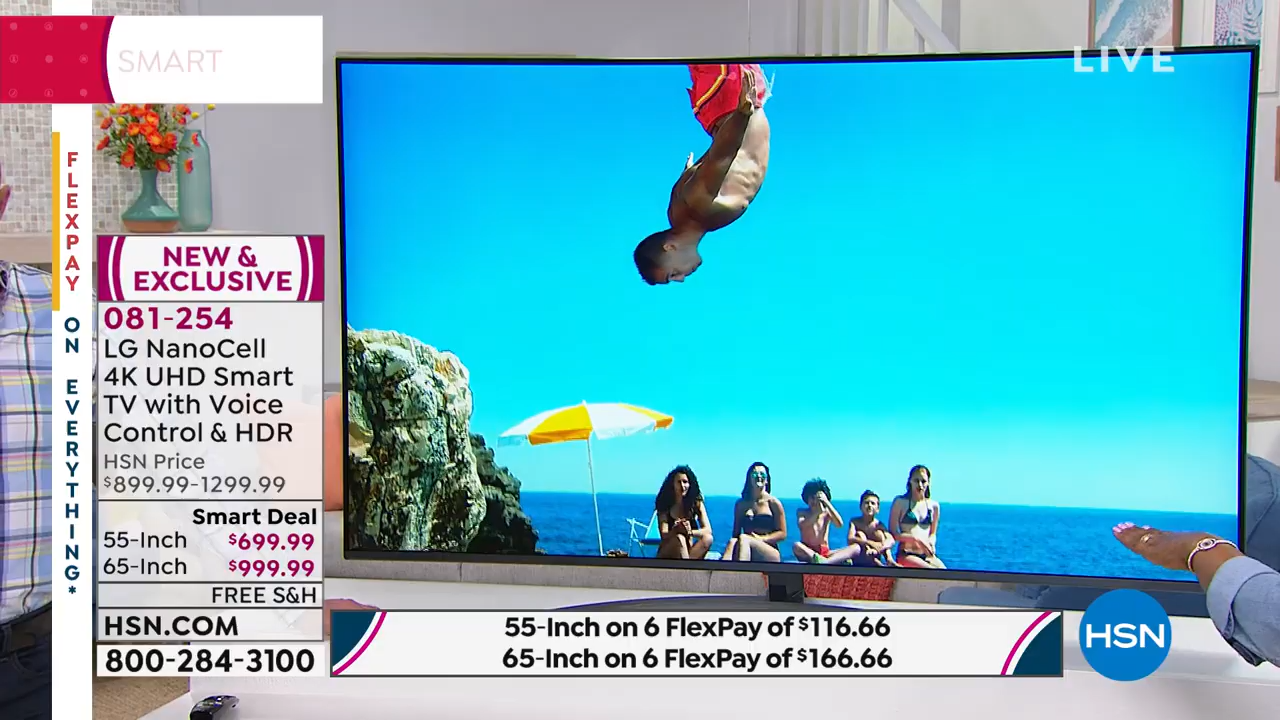 SMART
LIVE
FLEXPAY ON EVERYTHING*
NEW &
EXCLUSIVE
081-254
LG NanoCell
4K UHD Smart
TV with Voice
Control & HDR
HSN Price
$899.99-1299.99
Smart Deal
55-Inch $699.99
65-Inch $999.99
FREE S&H
HSN.COM
800-284-3100
55-Inch on 6 FlexPay of $116.66
65-Inch on 6 FlexPay of $166.66
HSN